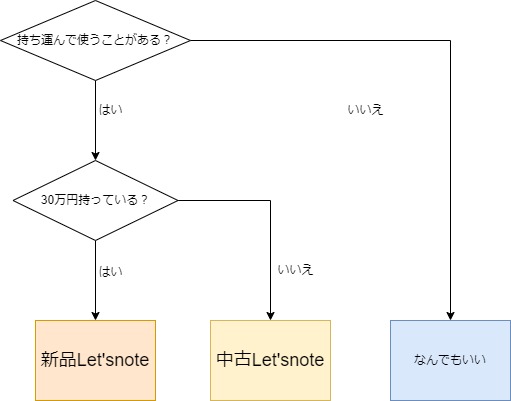 持ち運んで使うことがある？
はい
いいえ
30万円持っている？
はい
いいえ
新品Let'snote
中古Let'snote
なんでもいい